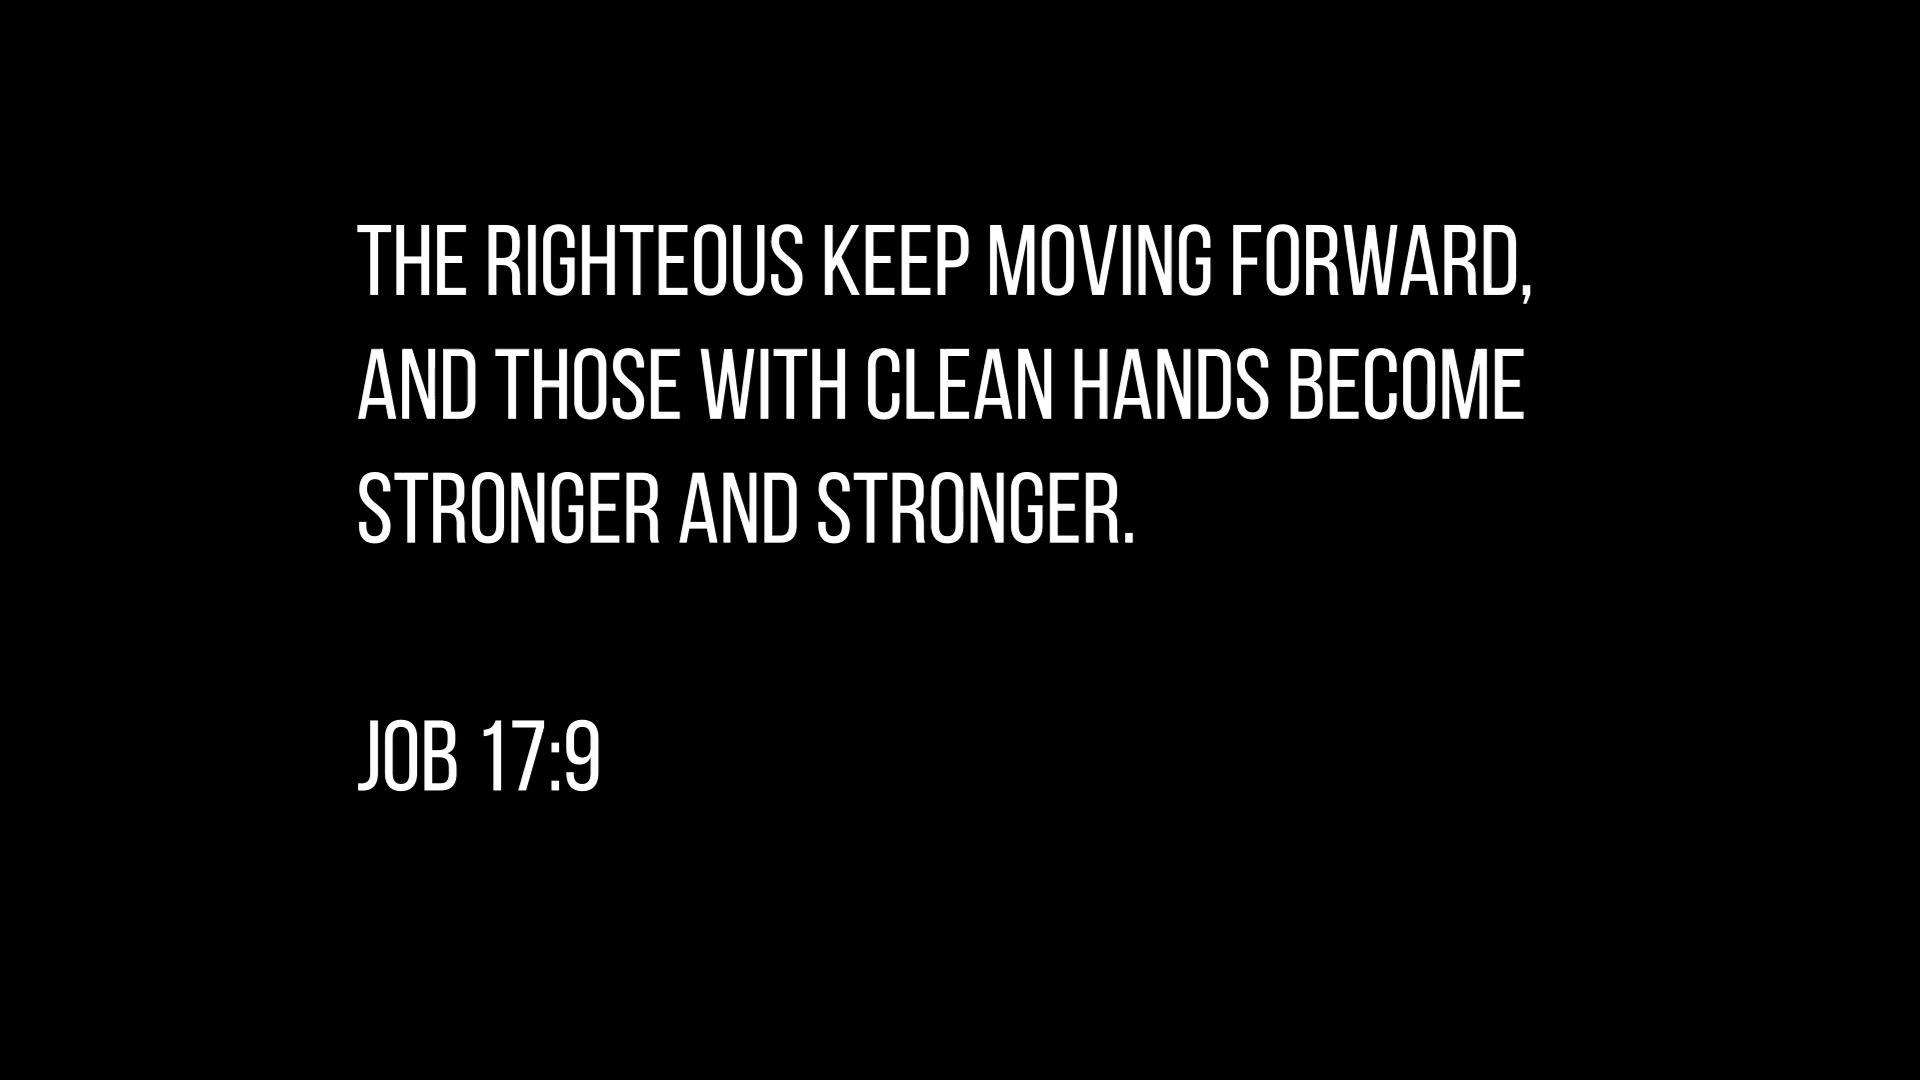 THE RIGHTEOUS KEEP MOVING FORWARD,
AND THOSE WITH CLEAN HANDS BECOME
STRONGER AND STRONGER.
JOB 17:9